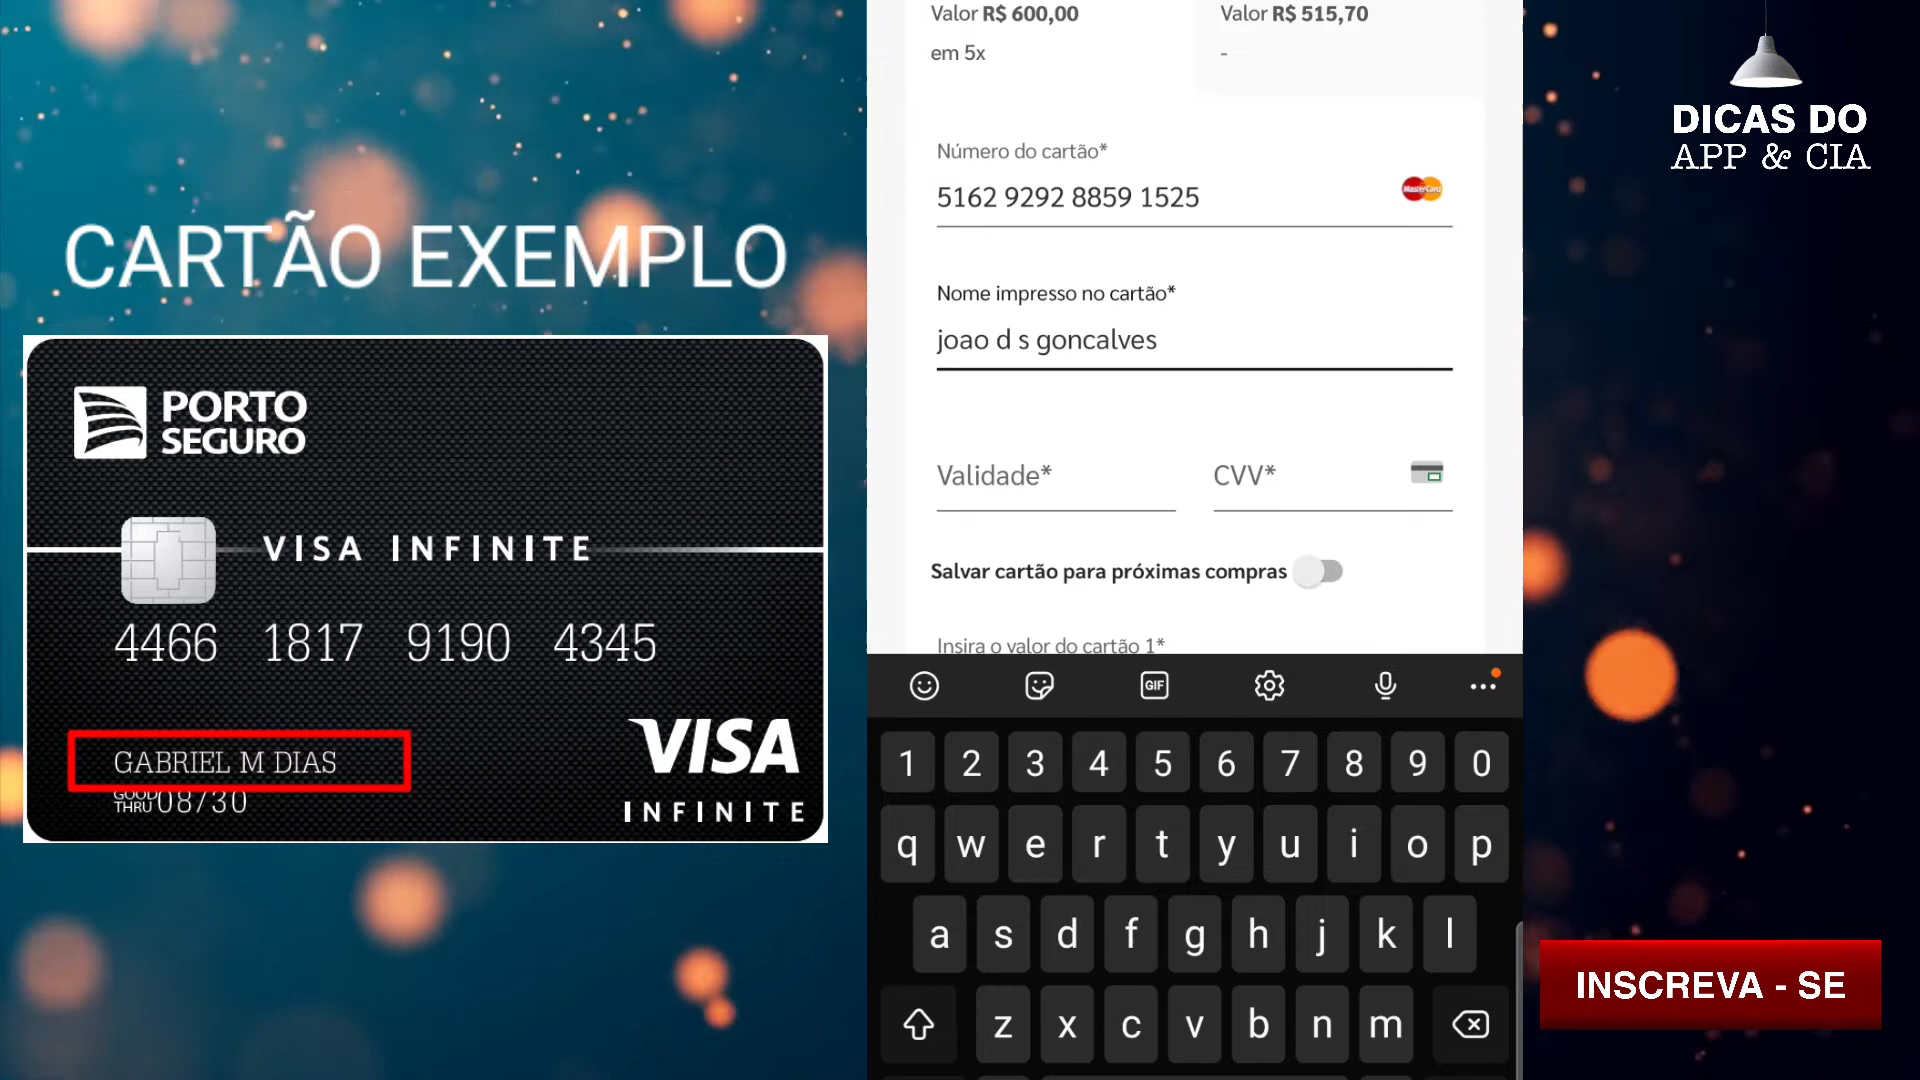 CARTÃO EXEMPLO
PORTO
SEGURO
VISA INFINITE
4466 1817 9190 4345
GABRIEL M DIAS
GOOD
THRU 08/30
VISA
INFINITE
Valor R$ 600,00
em 5x
Valor R$ 515,70
-
Número do cartão*
5162 9292 8859 1525
MasterCard
Nome impresso no cartão*
joao d s goncalves
Validade*
CVV*
Salvar cartão para próximas compras
Insira o valor do cartão 1*
GIF
1 2 3 4 5 6 7 8 9 0
q w e r t y u i o p
a s d f g h j k l
z x c v b n m
DICAS DO
APP & CIA
INSCREVA - SE